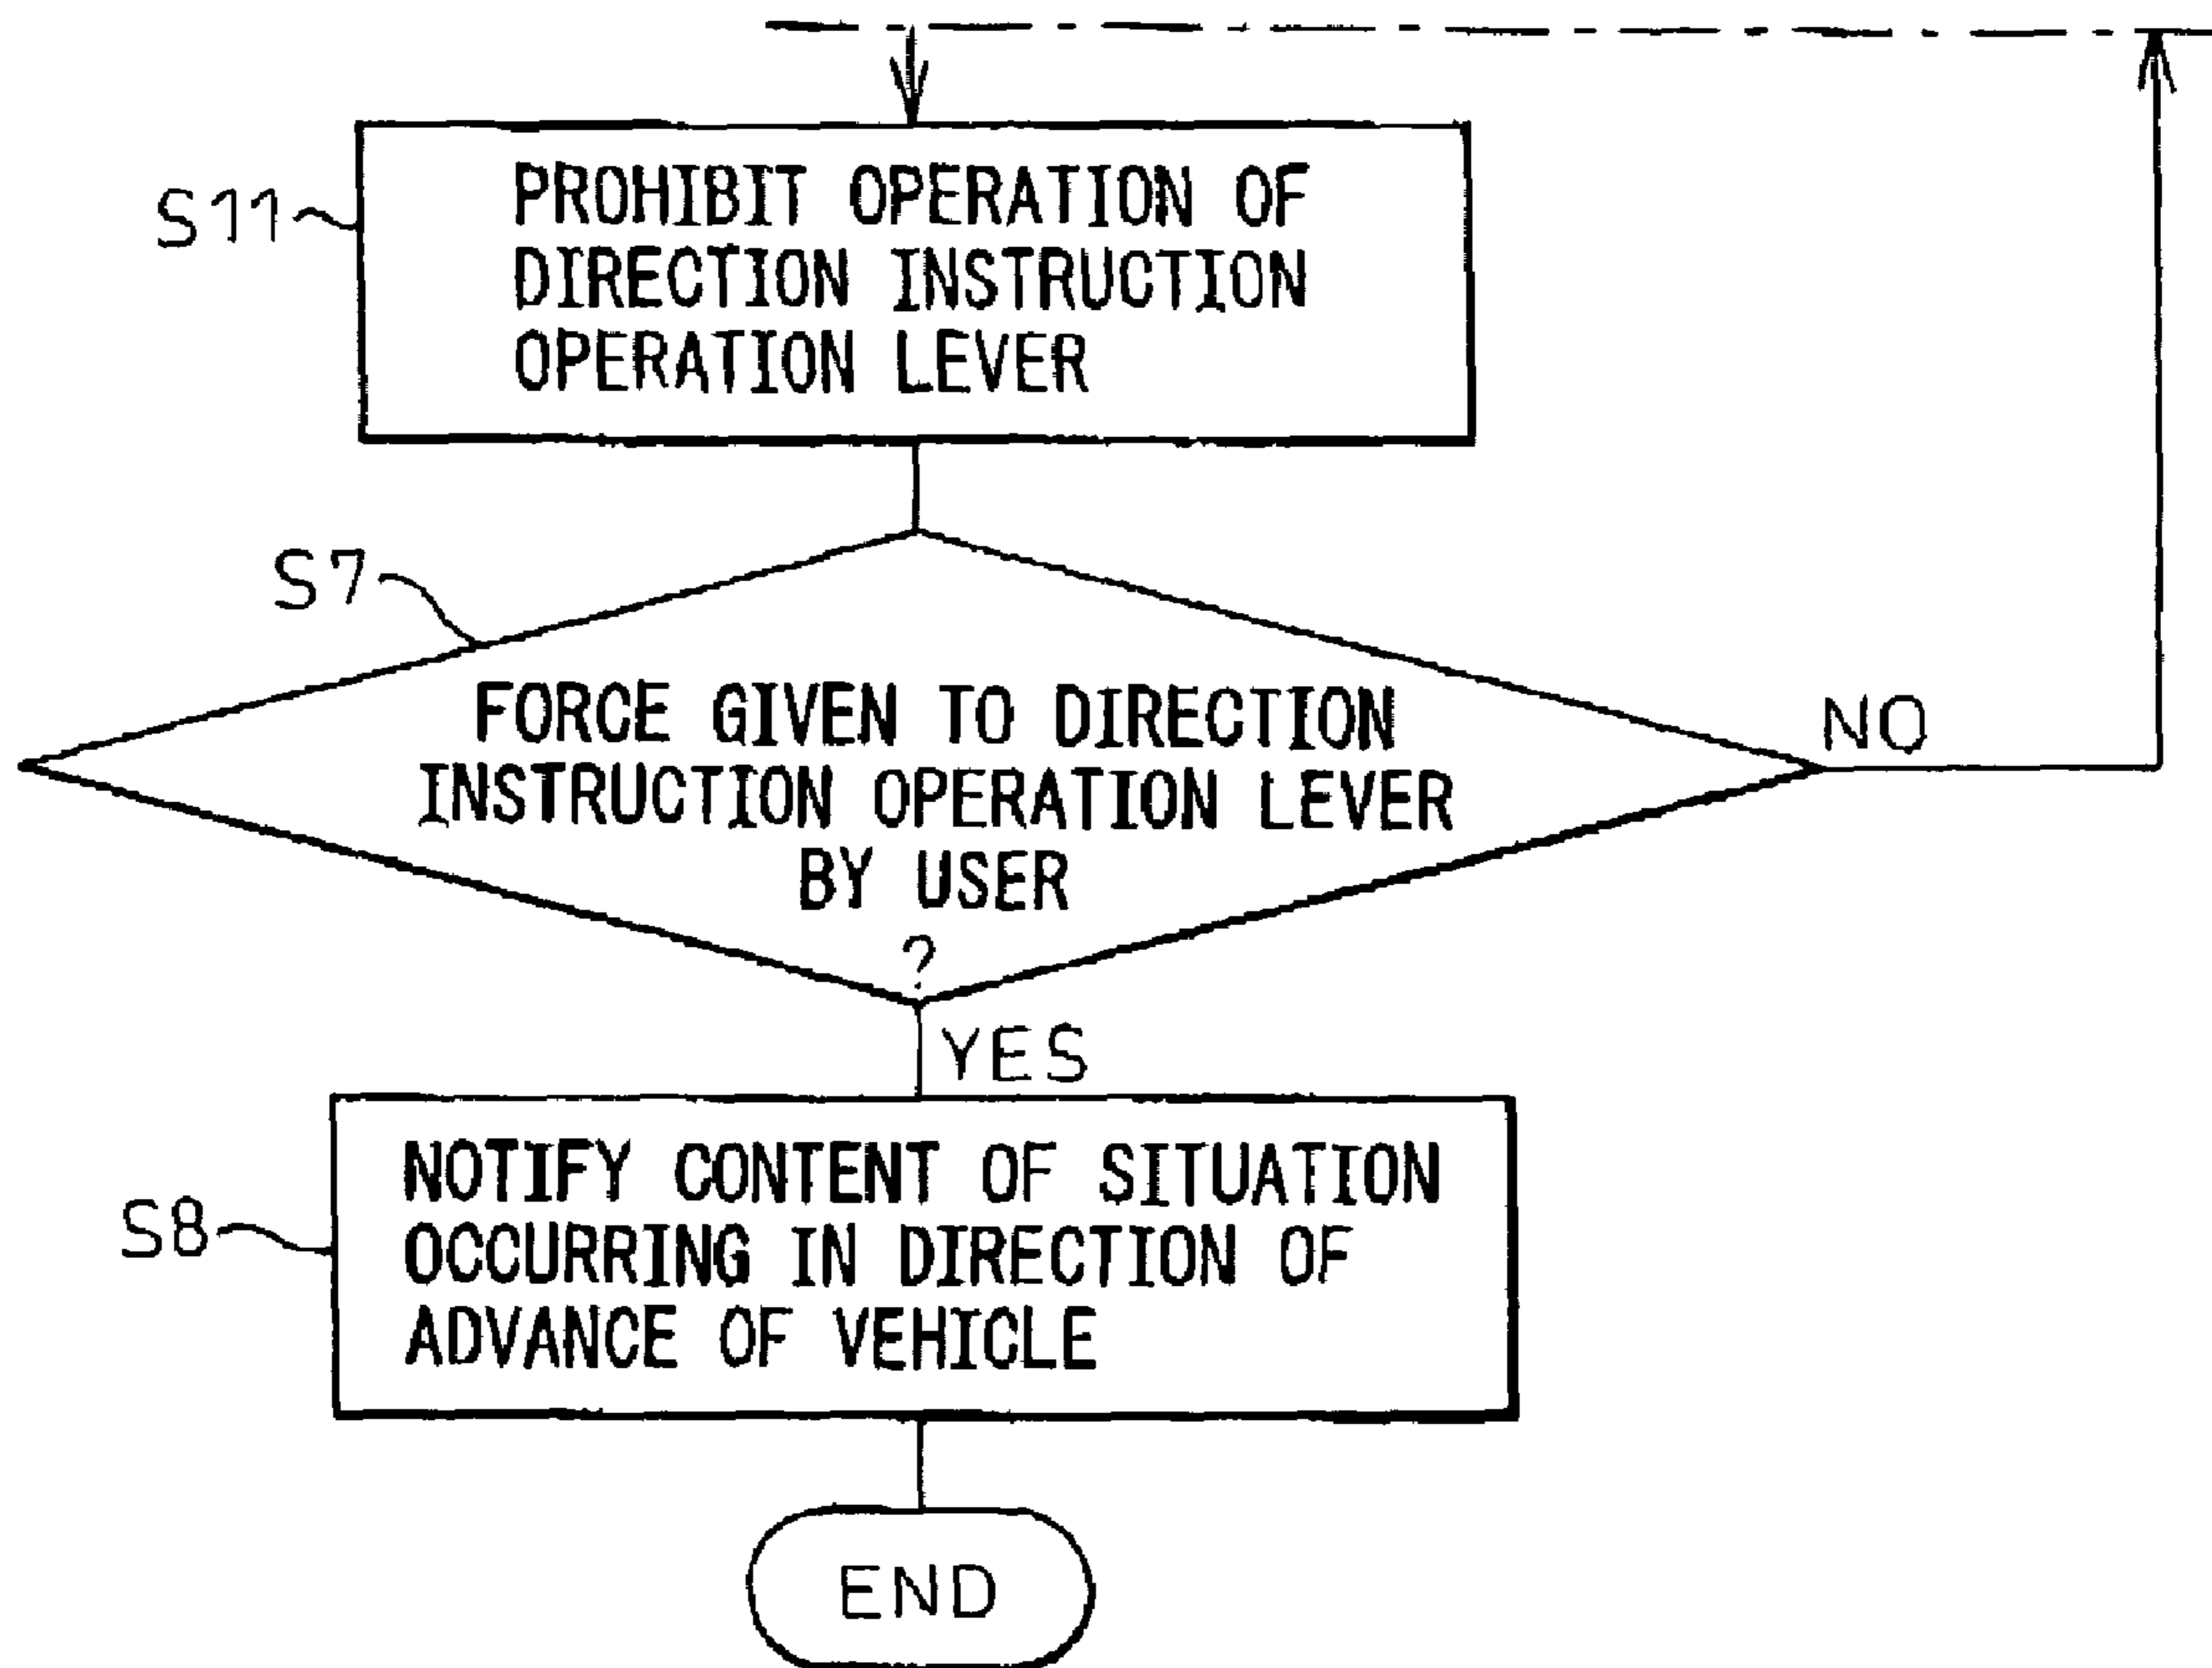 S11
PROHIBIT OPERATION OF
DIRECTION INSTRUCTION
OPERATION LEVER
S7
FORCE GIVEN TO DIRECTION
INSTRUCTION OPERATION LEVER
BY USER
?
NO
YES
S8
NOTIFY CONTENT OF SITUATION
OCCURRING IN DIRECTION OF
ADVANCE OF VEHICLE
END